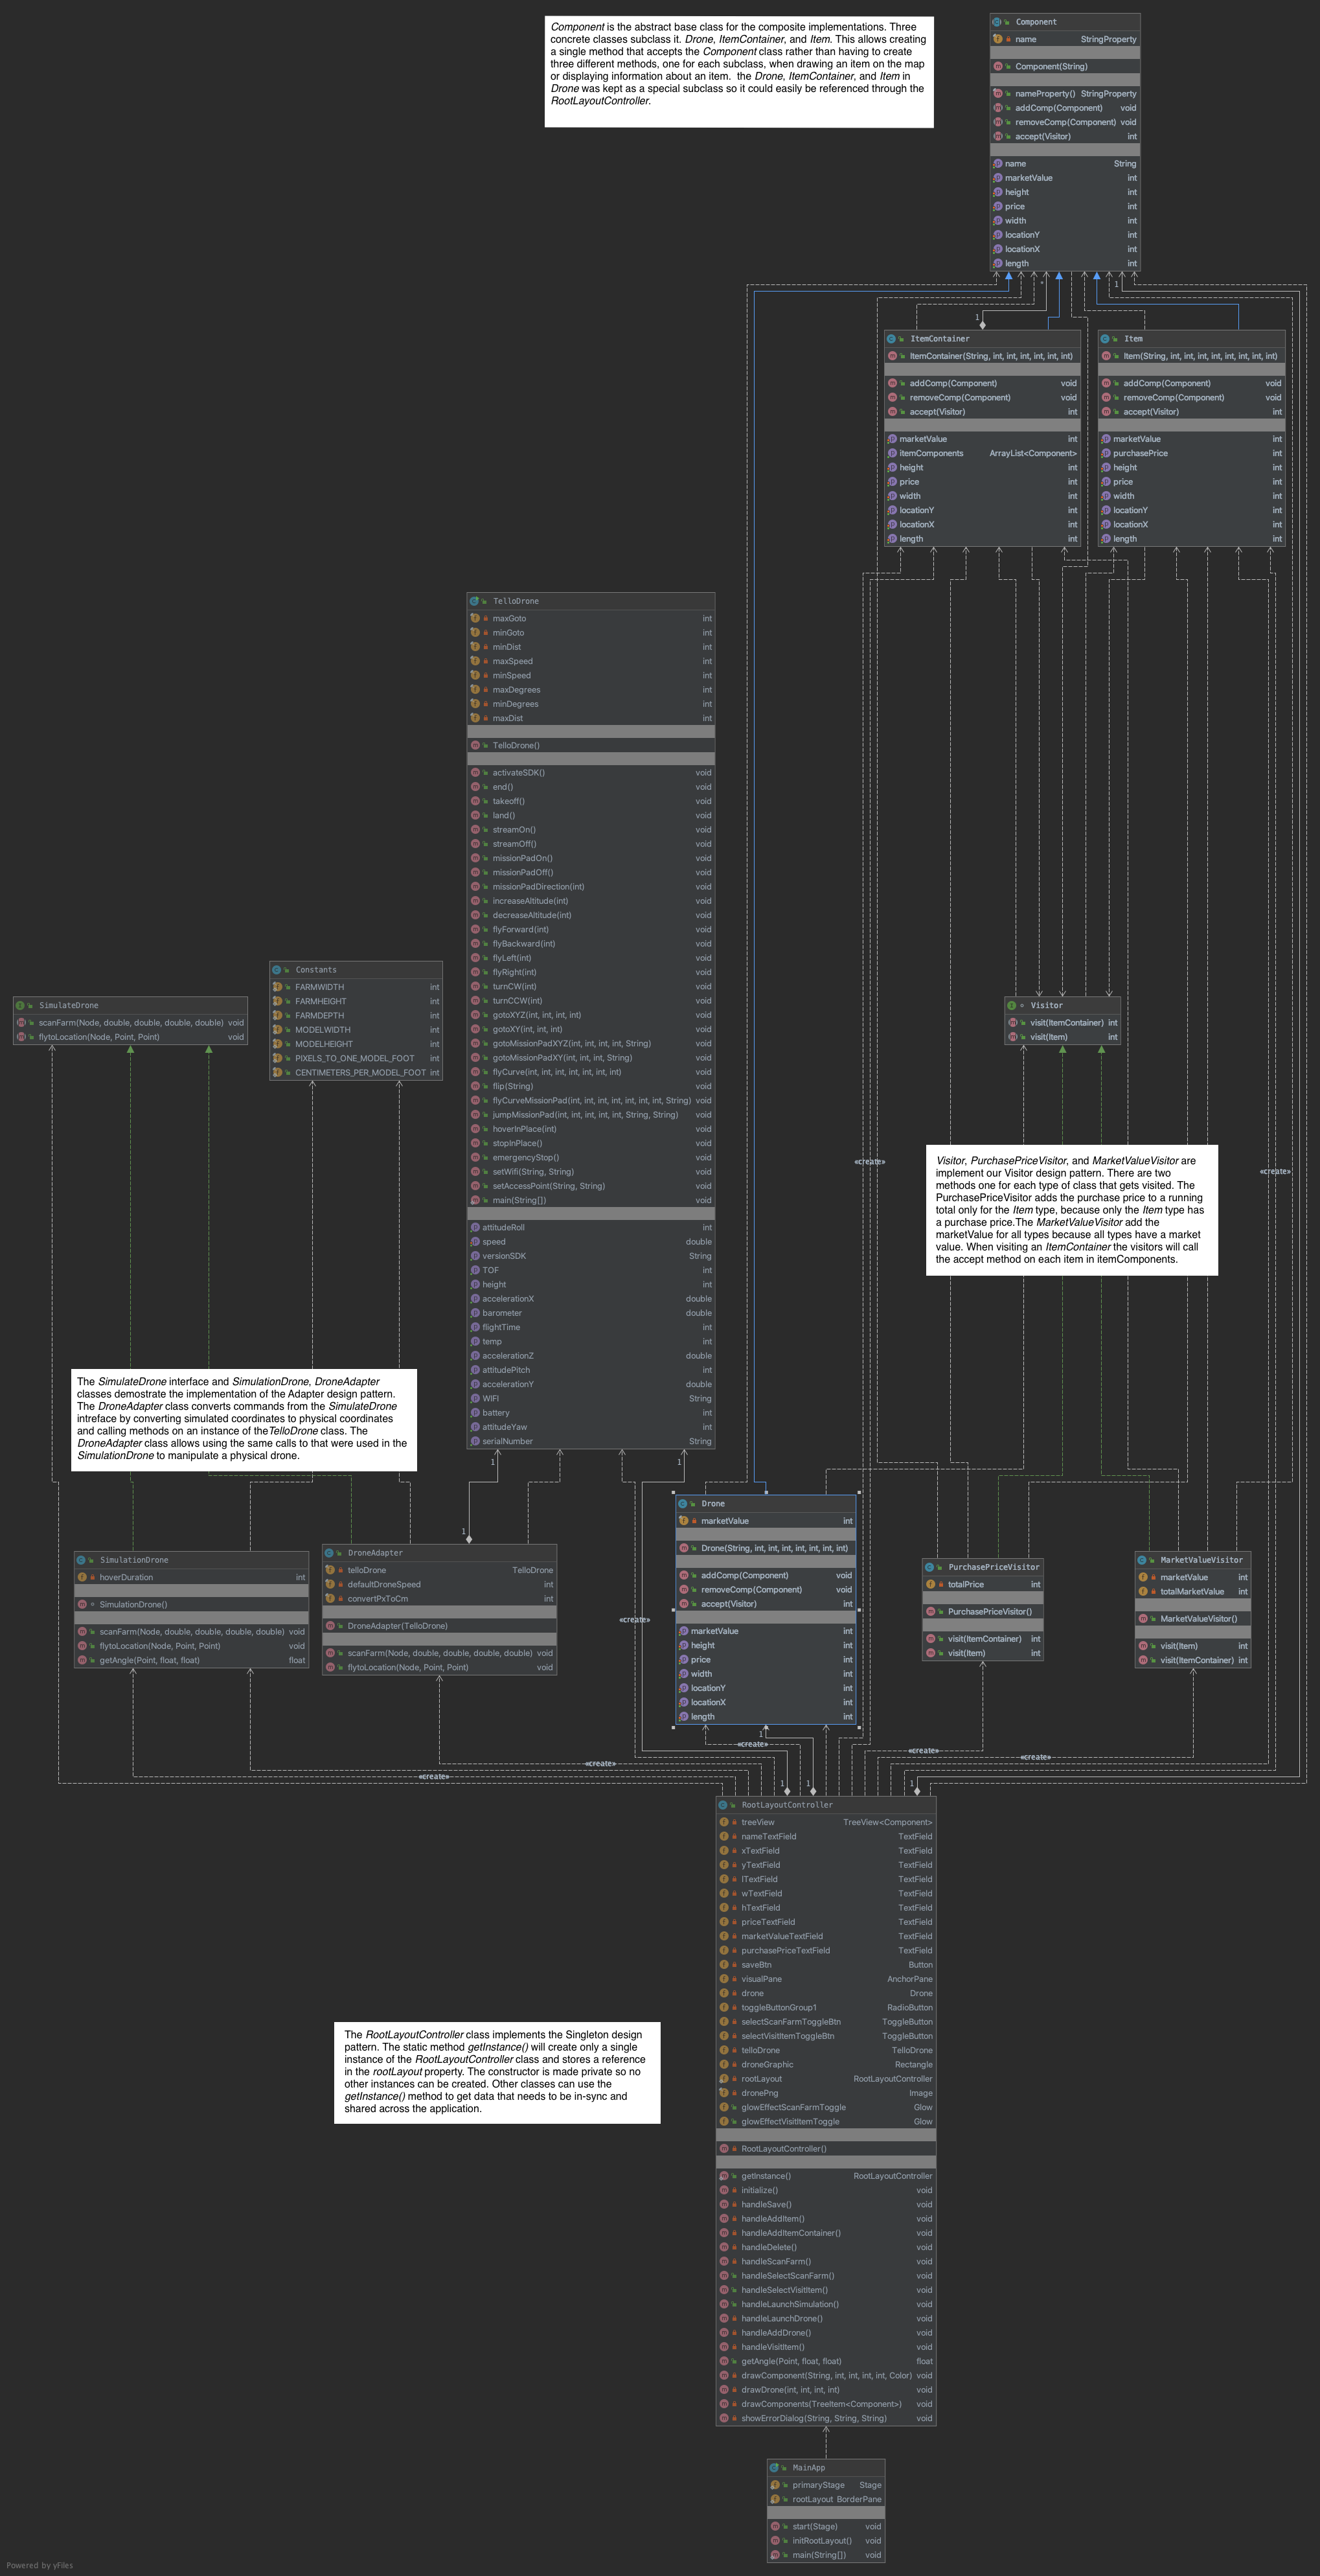 Component is the abstract base class for the composite implementations. Three
concrete classes subclass it. Drone, ItemContainer, and Item. This allows creating
a single method that accepts the Component class rather than having to create
three different methods, one for each subclass, when drawing an item on the map
or displaying information about an item.  the Drone, ItemContainer, and Item in
Drone was kept as a special subclass so it could easily be referenced through the
RootLayoutController.
Component
name StringProperty
Component(String)
nameProperty() StringProperty
addComp(Component) void
removeComp(Component) void
accept(Visitor) int
name String
marketValue int
height int
price int
width int
locationY int
locationX int
length int
* 1
1
ItemContainer
ItemContainer(String, int, int, int, int, int, int)
addComp(Component) void
removeComp(Component) void
accept(Visitor) int
marketValue int
itemComponents ArrayList<Component>
height int
price int
width int
locationY int
locationX int
length int
Item
Item(String, int, int, int, int, int, int, int, int)
addComp(Component) void
removeComp(Component) void
accept(Visitor) int
marketValue int
purchasePrice int
height int
price int
width int
locationY int
locationX int
length int
TelloDrone
maxGoto int
minGoto int
minDist int
maxSpeed int
minSpeed int
maxDegrees int
minDegrees int
maxDist int
TelloDrone()
activateSDK() void
end() void
takeoff() void
land() void
streamOn() void
streamOff() void
missionPadOn() void
missionPadOff() void
missionPadDirection(int) void
increaseAltitude(int) void
decreaseAltitude(int) void
flyForward(int) void
flyBackward(int) void
flyLeft(int) void
flyRight(int) void
turnCW(int) void
turnCCW(int) void
gotoXYZ(int, int, int, int) void
gotoXY(int, int, int) void
gotoMissionPadXYZ(int, int, int, int, String) void
gotoMissionPadXY(int, int, int, String) void
flyCurve(int, int, int, int, int, int, int) void
flip(String) void
flyCurveMissionPad(int, int, int, int, int, int, int, String) void
jumpMissionPad(int, int, int, int, int, String, String) void
hoverInPlace(int) void
stopInPlace() void
emergencyStop() void
setWifi(String, String) void
setAccessPoint(String, String) void
main(String[]) void
attitudeRoll int
speed double
versionSDK String
TOF int
height int
accelerationX double
barometer double
flightTime int
temp int
accelerationZ double
attitudePitch int
accelerationY double
WIFI String
battery int
attitudeYaw int
serialNumber String
Constants
FARMWIDTH int
FARMHEIGHT int
FARMDEPTH int
MODELWIDTH int
MODELHEIGHT int
PIXELS_TO_ONE_MODEL_FOOT int
CENTIMETERS_PER_MODEL_FOOT int
SimulateDrone
scanFarm(Node, double, double, double, double) void
flytoLocation(Node, Point, Point) void
Visitor
visit(ItemContainer) int
visit(Item) int
«create»
«create»
Visitor, PurchasePriceVisitor, and MarketValueVisitor are
implement our Visitor design pattern. There are two
methods one for each type of class that gets visited. The
PurchasePriceVisitor adds the purchase price to a running
total only for the Item type, because only the Item type has
a purchase price.The MarketValueVisitor add the
marketValue for all types because all types have a market
value. When visiting an ItemContainer the visitors will call
the accept method on each item in itemComponents.
The SimulateDrone interface and SimulationDrone, DroneAdapter
classes demostrate the implementation of the Adapter design pattern.
The DroneAdapter class converts commands from the SimulateDrone
intreface by converting simulated coordinates to physical coordinates
and calling methods on an instance of theTelloDrone class. The
DroneAdapter class allows using the same calls to that were used in the
SimulationDrone to manipulate a physical drone.
1 1
1
SimulationDrone
hoverDuration int
SimulationDrone()
scanFarm(Node, double, double, double, double) void
flytoLocation(Node, Point, Point) void
getAngle(Point, float, float) float
DroneAdapter
telloDrone TelloDrone
defaultDroneSpeed int
convertPxToCm int
DroneAdapter(TelloDrone)
scanFarm(Node, double, double, double, double) void
flytoLocation(Node, Point, Point) void
«create»
Drone
marketValue int
Drone(String, int, int, int, int, int, int, int)
addComp(Component) void
removeComp(Component) void
accept(Visitor) int
marketValue int
height int
price int
width int
locationY int
locationX int
length int
PurchasePriceVisitor
totalPrice int
PurchasePriceVisitor()
visit(ItemContainer) int
visit(Item) int
MarketValueVisitor
marketValue int
totalMarketValue int
MarketValueVisitor()
visit(Item) int
visit(ItemContainer) int
1
«create»
«create»
«create»
«create»
«create»
1 1 1
RootLayoutController
treeView TreeView<Component>
nameTextField TextField
xTextField TextField
yTextField TextField
lTextField TextField
wTextField TextField
hTextField TextField
priceTextField TextField
marketValueTextField TextField
purchasePriceTextField TextField
saveBtn Button
visualPane AnchorPane
drone Drone
toggleButtonGroup1 RadioButton
selectScanFarmToggleBtn ToggleButton
selectVisitItemToggleBtn ToggleButton
telloDrone TelloDrone
droneGraphic Rectangle
rootLayout RootLayoutController
dronePng Image
glowEffectScanFarmToggle Glow
glowEffectVisitItemToggle Glow
RootLayoutController()
getInstance() RootLayoutController
initialize() void
handleSave() void
handleAddItem() void
handleAddItemContainer() void
handleDelete() void
handleScanFarm() void
handleSelectScanFarm() void
handleSelectVisitItem() void
handleLaunchSimulation() void
handleLaunchDrone() void
handleAddDrone() void
handleVisitItem() void
getAngle(Point, float, float) float
drawComponent(String, int, int, int, int, Color) void
drawDrone(int, int, int, int) void
drawComponents(TreeItem<Component>) void
showErrorDialog(String, String, String) void
The RootLayoutController class implements the Singleton design
pattern. The static method getInstance() will create only a single
instance of the RootLayoutController class and stores a reference
in the rootLayout property. The constructor is made private so no
other instances can be created. Other classes can use the
getInstance() method to get data that needs to be in-sync and
shared across the application.
MainApp
primaryStage Stage
rootLayout BorderPane
start(Stage) void
initRootLayout() void
main(String[]) void
Powered by yFiles